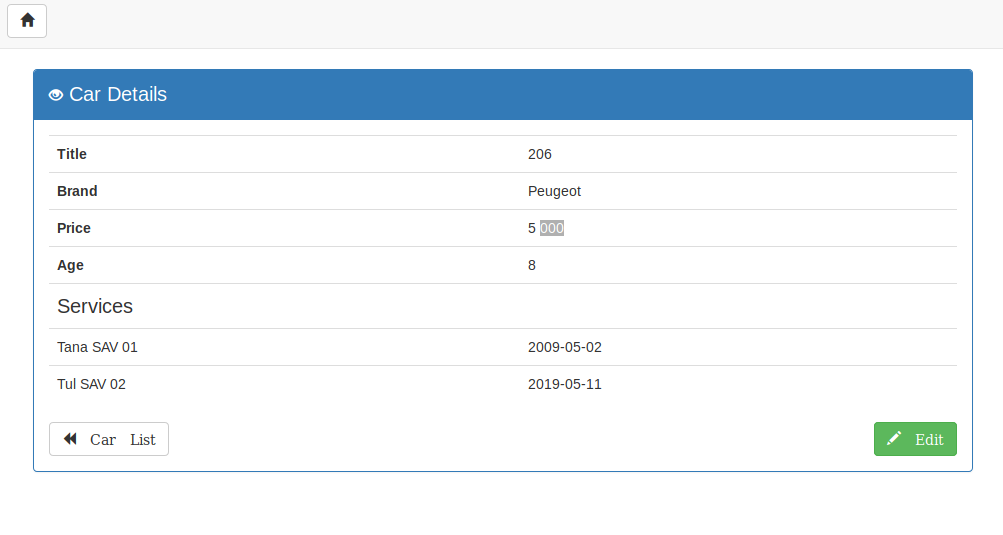 Car Details
Title 206
Brand Peugeot
Price 5 000
Age 8
Services
Tana SAV 01 2009-05-02
Tul SAV 02 2019-05-11
Car List Edit